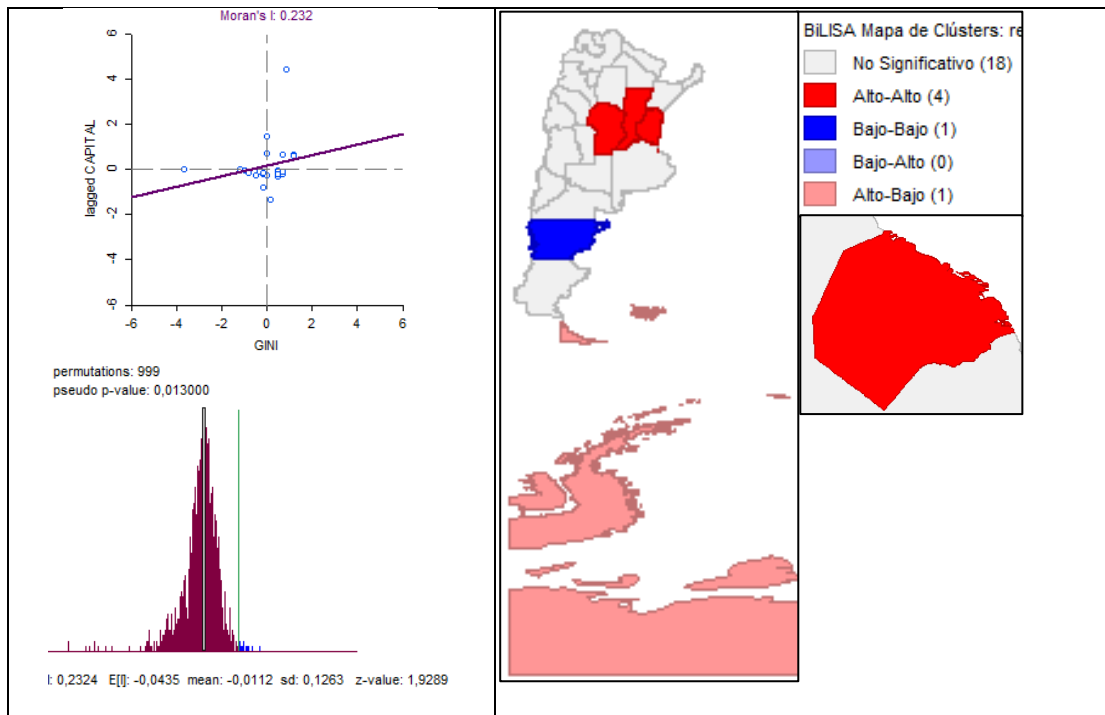 Moran's I: 0.232
6
4
2
0
-2
-4
-6
lagged CAPITAL
-6 -4 -2 0 2 4 6
GINI
permutations: 999
pseudo p-value: 0,013000
I: 0,2324 E[I]: -0,0435 mean: -0,0112 sd: 0,1263 z-value: 1,9289
BiLISA Mapa de Clústers: re
No Significativo (18)
Alto-Alto (4)
Bajo-Bajo (1)
Bajo-Alto (0)
Alto-Bajo (1)